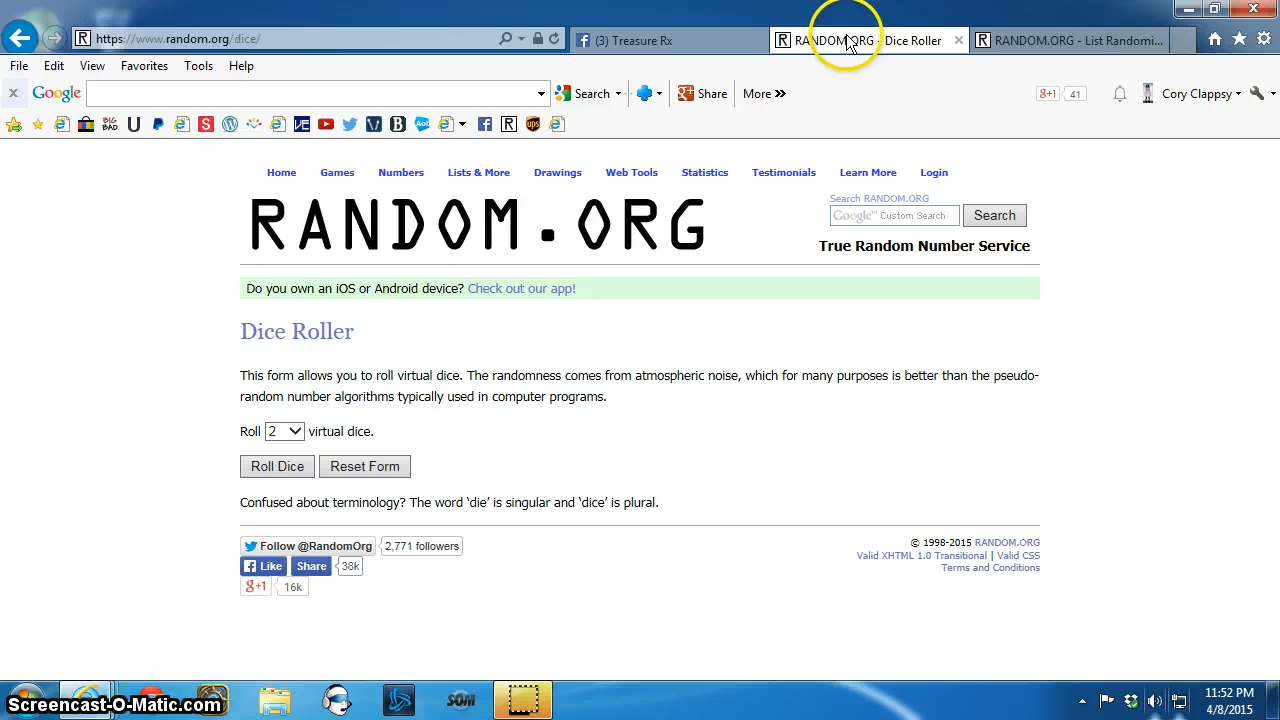 https://www.random.org/dice/
(3) Treasure Rx
RANDOM.ORG - Dice Roller
RANDOM.ORG - List Randomi...
File Edit View Favorites Tools Help
x Google Search Share More »
g+1 41 Cory Clappsy
BIG BAD
Home Games Numbers Lists & More Drawings Web Tools Statistics Testimonials Learn More Login
RANDOM.ORG
Search RANDOM.ORG
Google™ Custom Search Search
True Random Number Service
Do you own an iOS or Android device? Check out our app!
Dice Roller
This form allows you to roll virtual dice. The randomness comes from atmospheric noise, which for many purposes is better than the pseudo-
random number algorithms typically used in computer programs.
Roll 2 virtual dice.
Roll Dice Reset Form
Confused about terminology? The word ‘die’ is singular and ‘dice’ is plural.
Follow @RandomOrg 2,771 followers
Like Share 38k
g+1 16k
© 1998-2015 RANDOM.ORG
Valid XHTML 1.0 Transitional | Valid CSS
Terms and Conditions
Screencast-O-Matic.com
SOM
11:52 PM
4/8/2015